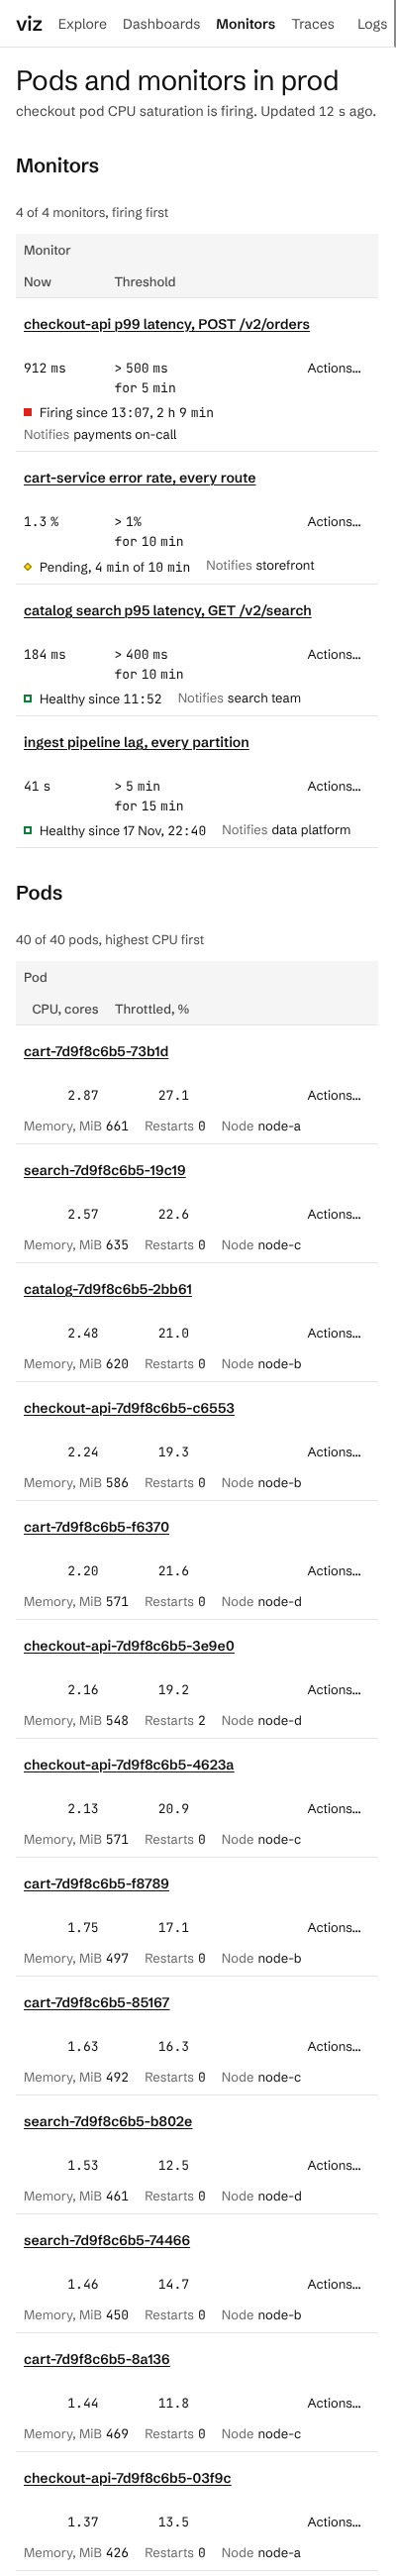 viz Explore Dashboards Monitors Traces Logs
Pods and monitors in prod
checkout pod CPU saturation is firing. Updated 12 s ago.
Monitors
4 of 4 monitors, firing first
Monitor
Now Threshold
checkout-api p99 latency, POST /v2/orders
912 ms > 500 ms Actions...
for 5 min
Firing since 13:07, 2 h 9 min
Notifies payments on-call
cart-service error rate, every route
1.3 % > 1% Actions...
for 10 min
Pending, 4 min of 10 min Notifies storefront
catalog search p95 latency, GET /v2/search
184 ms > 400 ms Actions...
for 10 min
Healthy since 11:52 Notifies search team
ingest pipeline lag, every partition
41 s > 5 min Actions...
for 15 min
Healthy since 17 Nov, 22:40 Notifies data platform
Pods
40 of 40 pods, highest CPU first
Pod
CPU, cores Throttled, %
cart-7d9f8c6b5-73b1d
2.87 27.1 Actions...
Memory, MiB 661 Restarts 0 Node node-a
search-7d9f8c6b5-19c19
2.57 22.6 Actions...
Memory, MiB 635 Restarts 0 Node node-c
catalog-7d9f8c6b5-2bb61
2.48 21.0 Actions...
Memory, MiB 620 Restarts 0 Node node-b
checkout-api-7d9f8c6b5-c6553
2.24 19.3 Actions...
Memory, MiB 586 Restarts 0 Node node-b
cart-7d9f8c6b5-f6370
2.20 21.6 Actions...
Memory, MiB 571 Restarts 0 Node node-d
checkout-api-7d9f8c6b5-3e9e0
2.16 19.2 Actions...
Memory, MiB 548 Restarts 2 Node node-d
checkout-api-7d9f8c6b5-4623a
2.13 20.9 Actions...
Memory, MiB 571 Restarts 0 Node node-c
cart-7d9f8c6b5-f8789
1.75 17.1 Actions...
Memory, MiB 497 Restarts 0 Node node-b
cart-7d9f8c6b5-85167
1.63 16.3 Actions...
Memory, MiB 492 Restarts 0 Node node-c
search-7d9f8c6b5-b802e
1.53 12.5 Actions...
Memory, MiB 461 Restarts 0 Node node-d
search-7d9f8c6b5-74466
1.46 14.7 Actions...
Memory, MiB 450 Restarts 0 Node node-b
cart-7d9f8c6b5-8a136
1.44 11.8 Actions...
Memory, MiB 469 Restarts 0 Node node-c
checkout-api-7d9f8c6b5-03f9c
1.37 13.5 Actions...
Memory, MiB 426 Restarts 0 Node node-a